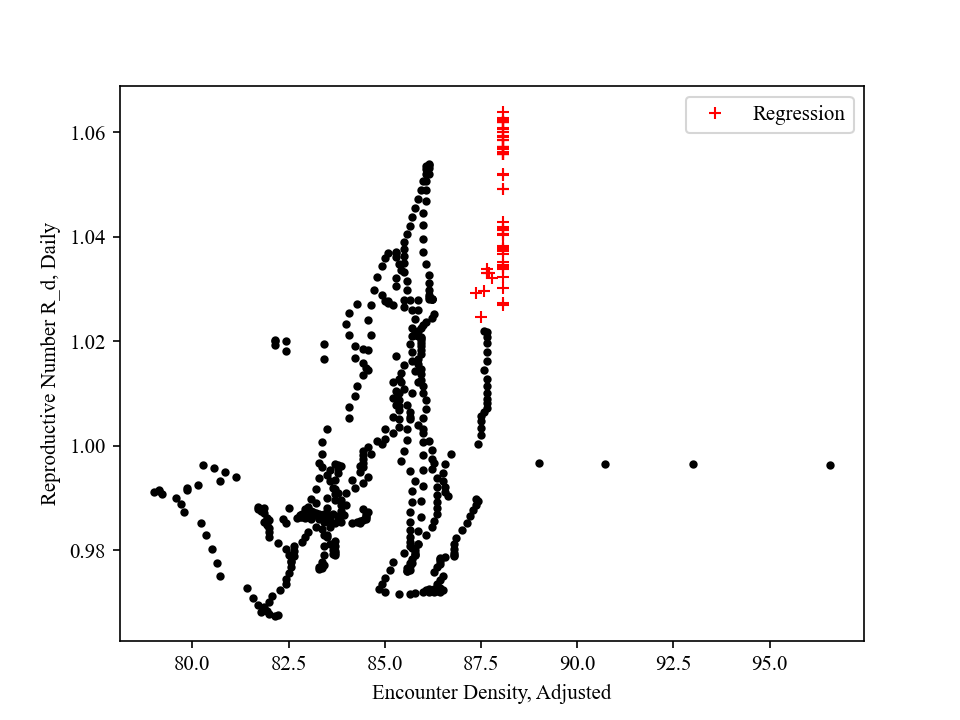 Regression
1.06
1.04
1.02
1.00
0.98
Reproductive Number R_d, Daily
80.0 82.5 85.0 87.5 90.0 92.5 95.0
Encounter Density, Adjusted